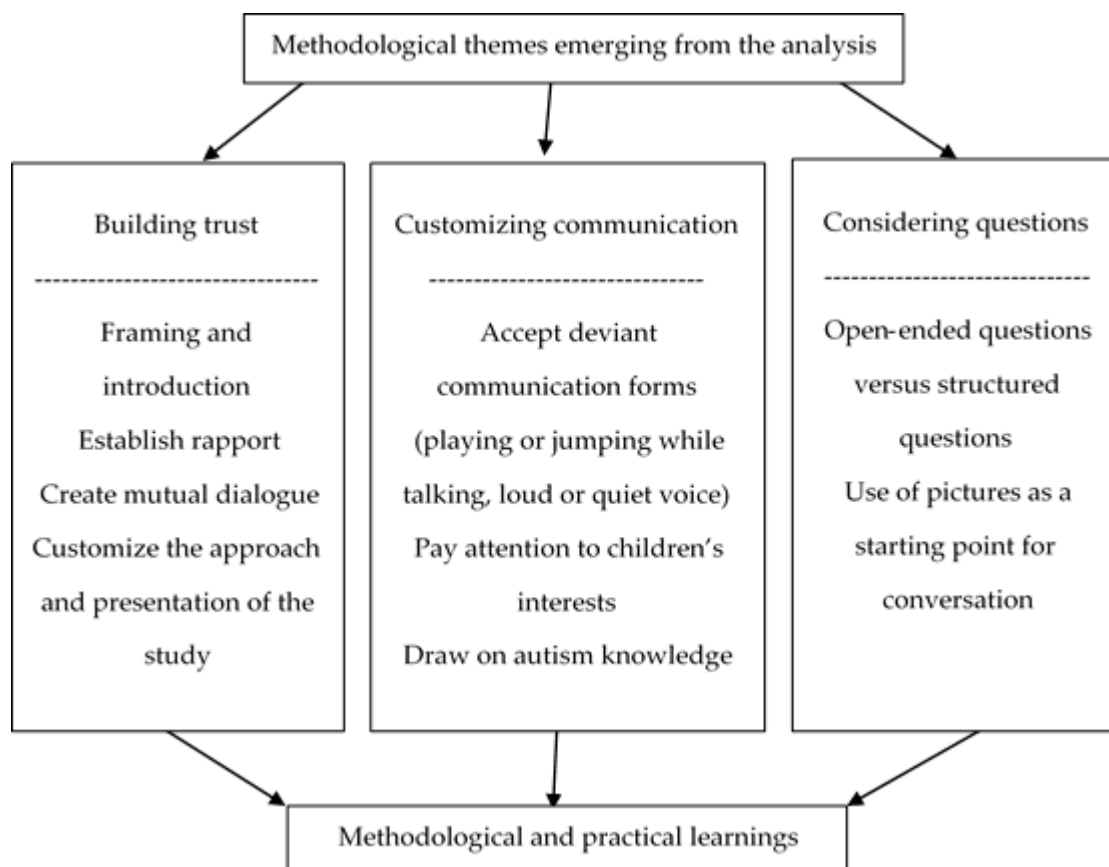 Methodological themes emerging from the analysis
Building trust
--------------------------------
Framing and
introduction
Establish rapport
Create mutual dialogue
Customize the approach
and presentation of the
study
Customizing communication
-------------------------------
Accept deviant
communication forms
(playing or jumping while
talking, loud or quiet voice)
Pay attention to children’s
interests
Draw on autism knowledge
Considering questions
------------------------------
Open-ended questions
versus structured
questions
Use of pictures as a
starting point for
conversation
Methodological and practical learnings